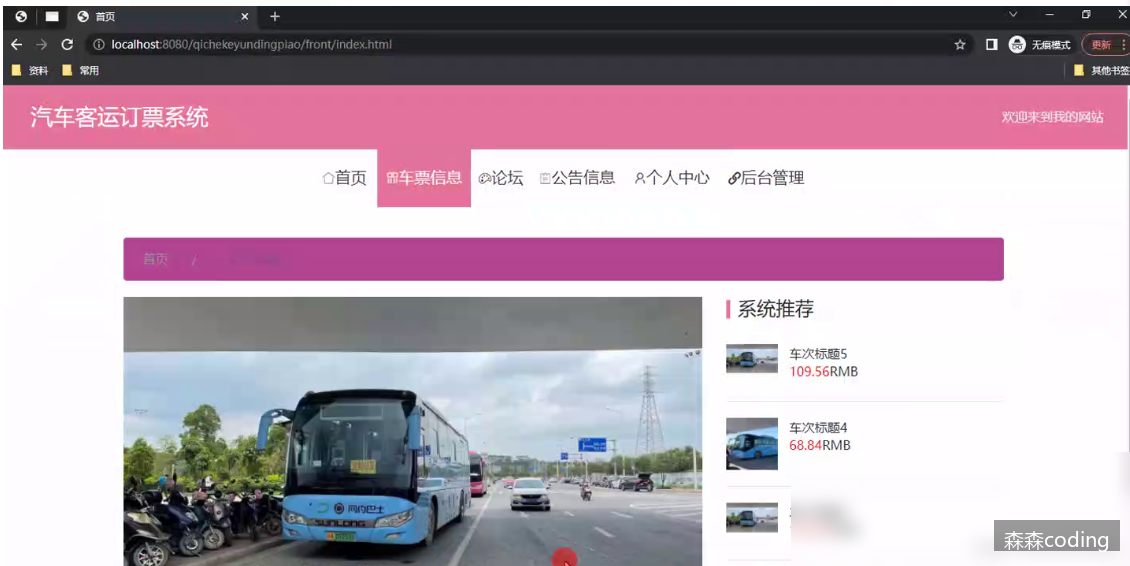 首页
localhost:8080/qichekeyundingpiao/front/index.html
无痕模式
更新
资料
常用
其他书签
汽车客运订票系统
欢迎来到我的网站
首页
车票信息
论坛
公告信息
个人中心
后台管理
首页 /
系统推荐
车次标题5
109.56RMB
车次标题4
68.84RMB
SUNLONG
森森coding